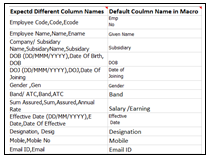 Expectd Different Column Names	Default Coulmn Name in Macro
Employee Code,Code,Ecode	Emp No
Employee Name,Name,Ename	Given Name
Company/ Subsidiary Name,SubsidiaryName,Subsidiary	Subsidiary
DOB (DD/MMM/YYYY),Date Of Birth, DOB	DOB
DOJ (DD/MMM/YYYY),DOJ,Date Of Joining	Date of Joining
Gender ,Gen	Gender
Band/ ATC,Band,ATC	Band
Sum Assured,Sum Assured,Annual Rate	Salary /Earning
Effective Date (DD/MM/YYYY),E Date,Date Of Effective	Effective Date
Designation, Desig	Designation
Mobile,Mobile No	Mobile
Email ID,Email	Email ID